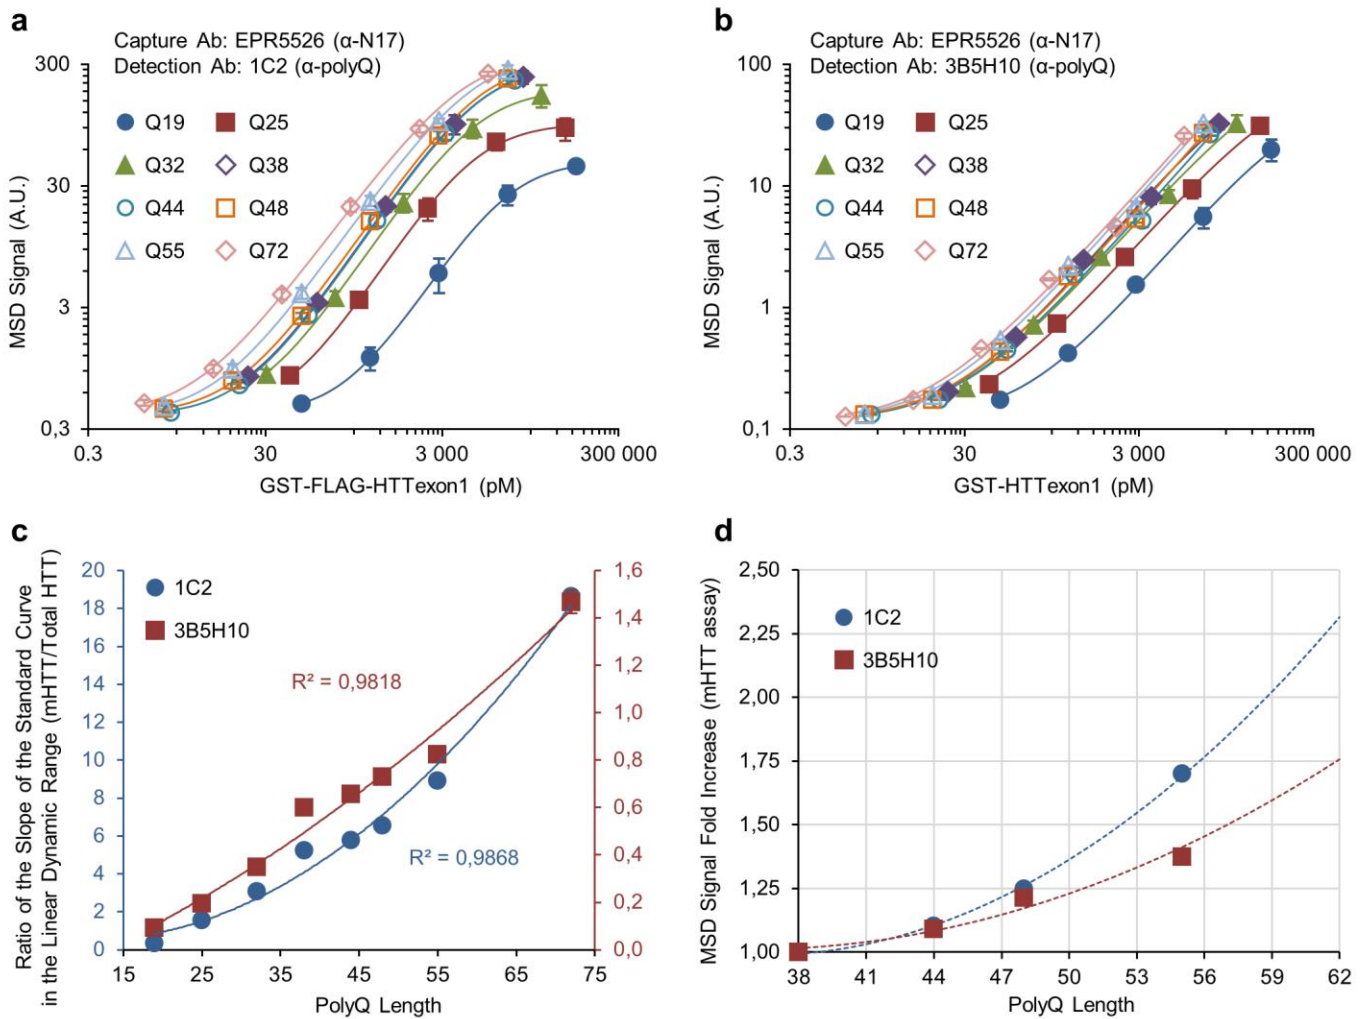 a
Capture Ab: EPR5526 (α-N17)
Detection Ab: 1C2 (α-polyQ)
300
30
3
0,3
MSD Signal (A.U.)
Q19 Q25
Q32 Q38
Q44 Q48
Q55 Q72
0.3 30 3 000 300 000
GST-FLAG-HTTexon1 (pM)
b
Capture Ab: EPR5526 (α-N17)
Detection Ab: 3B5H10 (α-polyQ)
100
10
1
0,1
MSD Signal (A.U.)
Q19 Q25
Q32 Q38
Q44 Q48
Q55 Q72
0.3 30 3 000 300 000
GST-HTTexon1 (pM)
c
Ratio of the Slope of the Standard Curve
in the Linear Dynamic Range (mHTT/Total HTT)
20
18
16
14
12
10
8
6
4
2
0
1C2
3B5H10
R² = 0,9818
R² = 0,9868
1,6
1,4
1,2
1,0
0,8
0,6
0,4
0,2
0,0
15 25 35 45 55 65 75
PolyQ Length
d
MSD Signal Fold Increase (mHTT assay)
2,50
2,25
2,00
1,75
1,50
1,25
1,00
1C2
3B5H10
38 41 44 47 50 53 56 59 62
PolyQ Length